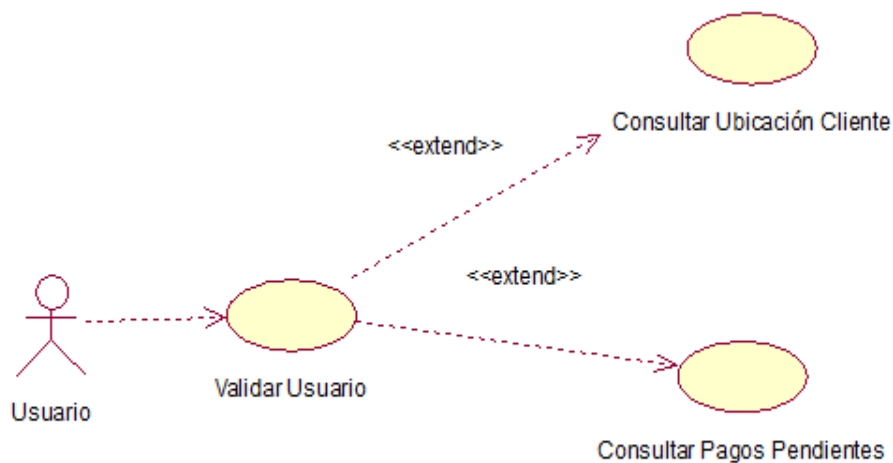 Consultar Ubicación Cliente
<<extend>>
<<extend>>
Validar Usuario
Usuario
Consultar Pagos Pendientes